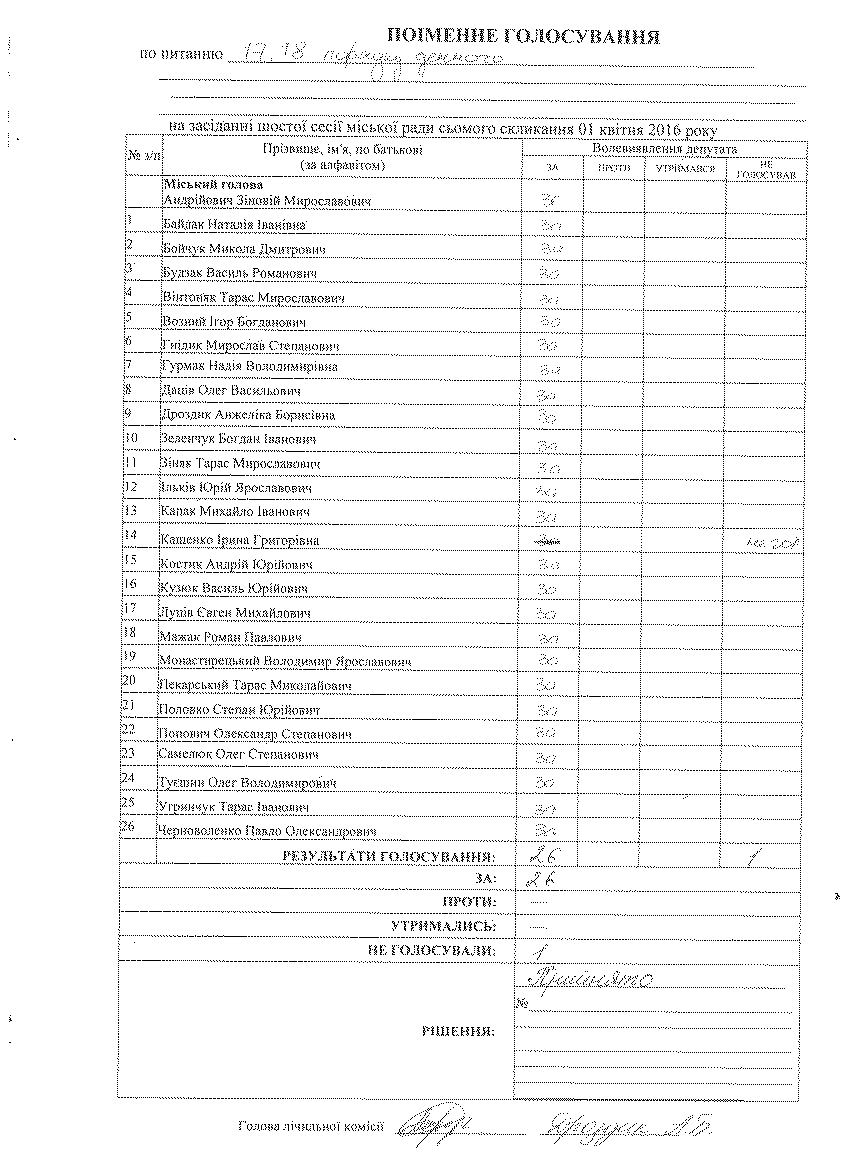 ПОІМЕННЕ ГОЛОСУВАННЯ
по питанню 17, 18 порядку денного
на засіданні шостої сесії міської ради сьомого скликання 01 квітня 2016 року
№ з/п Прізвище, ім'я, по батькові (за алфавітом) Волевиявлення депутата
ЗА ПРОТИ УТРИМАВСЯ НЕ ГОЛОСУВАВ
Міський голова
Андрійович Зіновій Мирославович За
1 Байдак Наталія Іванівна За
2 Бойчук Микола Дмитрович За
3 Будзак Василь Романович За
4 Вінтоняк Тарас Мирославович За
5 Возний Ігор Богданович За
6 Гнідик Мирослав Степанович За
7 Гурмак Надія Володимирівна За
8 Даців Олег Васильович За
9 Дроздик Анжеліка Борисівна За
10 Зеленчук Богдан Іванович За
11 Зіняк Тарас Мирославович За
12 Ільків Юрій Ярославович За
13 Капак Михайло Іванович За
14 Кащенко Ірина Григорівна не гол
15 Костик Андрій Юрійович За
16 Кузюк Василь Юрійович За
17 Лупів Євген Михайлович За
18 Мажак Роман Павлович За
19 Монастирецький Володимир Ярославович За
20 Пекарський Тарас Миколайович За
21 Половко Степан Юрійович За
22 Попович Олександр Степанович За
23 Самелюк Олег Степанович За
24 Тугшин Олег Володимирович За
25 Угринчук Тарас Іванович За
26 Черноволенко Павло Олександрович За
РЕЗУЛЬТАТИ ГОЛОСУВАННЯ: 26 1
ЗА: 26
ПРОТИ: —
УТРИМАЛИСЬ: —
НЕ ГОЛОСУВАЛИ: 1
Прийнято
№
РІШЕННЯ:
Голова лічильної комісії Дроздик А.Б.